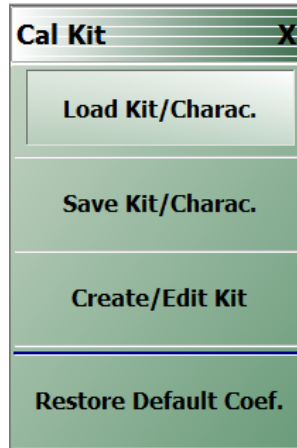 Cal Kit X
Load Kit/Charac.
Save Kit/Charac.
Create/Edit Kit
Restore Default Coef.